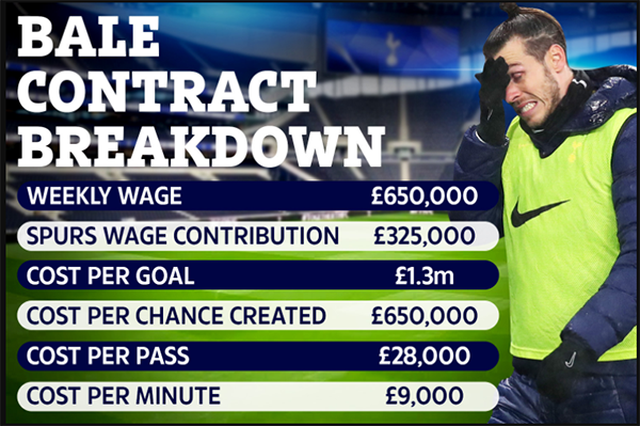 BALE
CONTRACT
BREAKDOWN
WEEKLY WAGE £650,000
SPURS WAGE CONTRIBUTION £325,000
COST PER GOAL £1.3m
COST PER CHANCE CREATED £650,000
COST PER PASS £28,000
COST PER MINUTE £9,000